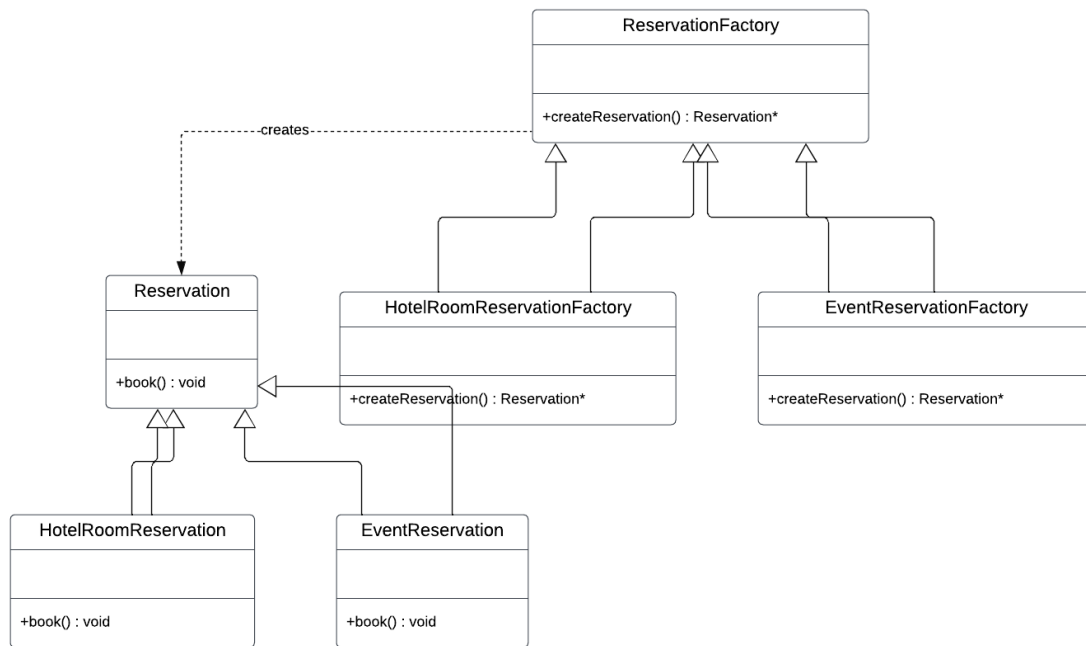 ReservationFactory
+createReservation() : Reservation*
creates
Reservation
+book() : void
HotelRoomReservationFactory
+createReservation() : Reservation*
EventReservationFactory
+createReservation() : Reservation*
HotelRoomReservation
+book() : void
EventReservation
+book() : void